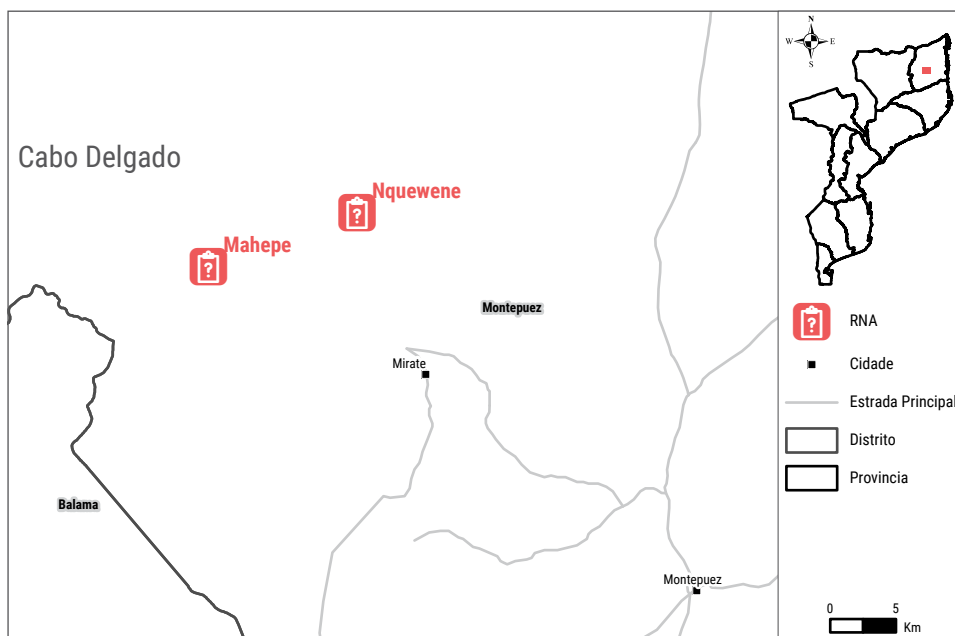 Cabo Delgado
Nquewene
Mahepe
Montepuez
Mirate
Balama
Montepuez
N
W
E
S
?
?
?
RNA
Cidade
Estrada Principal
Distrito
Provincia
0 5
Km